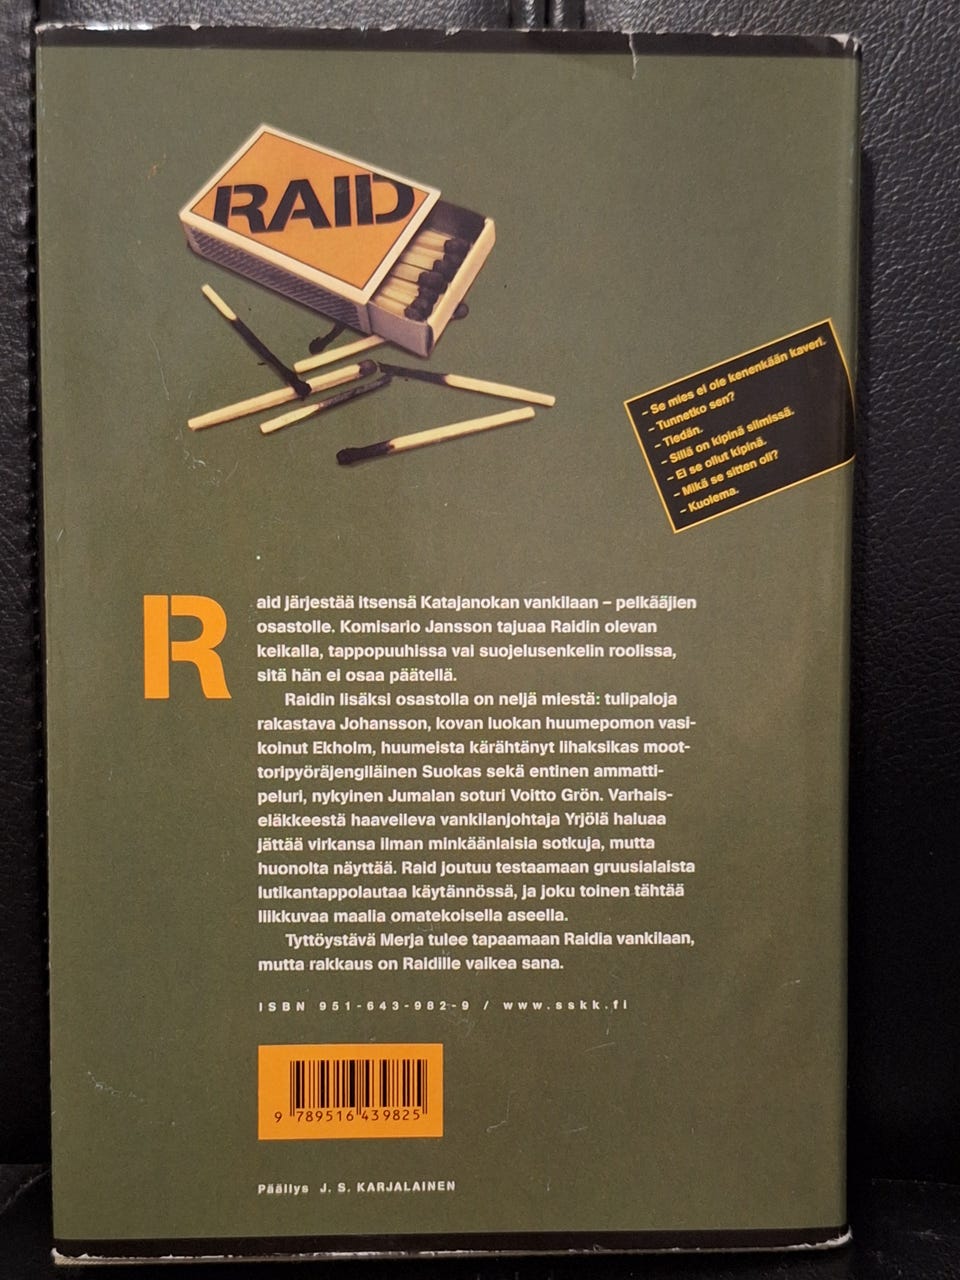 RAID
– Se mies ei ole kenenkään kaveri.
– Tunnetko sen?
– Tiedän.
– Sillä on kipinä silmissä.
– Ei se ollut kipinä.
– Mikä se sitten oli?
– Kuolema.
Raid järjestää itsensä Katajanokan vankilaan – pelkääjien
osastolle. Komisario Jansson tajuaa Raidin olevan
keikalla, tappopuuhissa vai suojelusenkelin roolissa,
sitä hän ei osaa päätellä.
Raidin lisäksi osastolla on neljä miestä: tulipaloja
rakastava Johansson, kovan luokan huumepomon vasi-
koinut Ekholm, huumeista kärähtänyt lihaksikas moot-
toripyöräjengiläinen Suokas sekä entinen ammatti-
peluri, nykyinen Jumalan soturi Voitto Grön. Varhais-
eläkkeestä haaveileva vankilanjohtaja Yrjölä haluaa
jättää virkansa ilman minkäänlaisia sotkuja, mutta
huonolta näyttää. Raid joutuu testaamaan gruusialaista
lutikantappolautaa käytännössä, ja joku toinen tähtää
liikkuvaa maalia omatekoisella aseella.
Tyttöystävä Merja tulee tapaamaan Raidia vankilaan,
mutta rakkaus on Raidille vaikea sana.
ISBN 951-643-982-9 / www.sskk.fi
9 789516 439825
Päällys J. S. KARJALAINEN